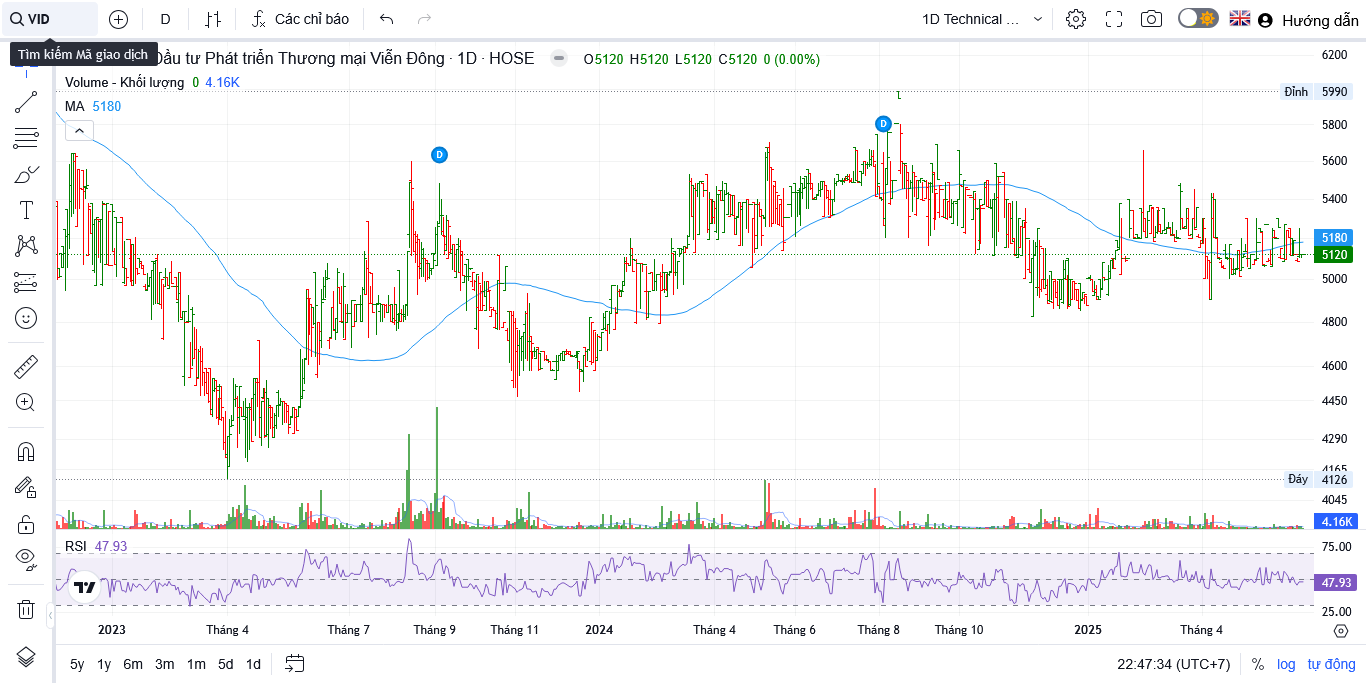 VID
D
Các chỉ báo
1D Technical ...
Hướng dẫn
Tìm kiếm Mã giao dịch
Đầu tư Phát triển Thương mại Viễn Đông · 1D · HOSE
O5120 H5120 L5120 C5120 0 (0.00%)
Volume - Khối lượng 0 4.16K
MA 5180
D
D
6200
Đỉnh 5990
5800
5600
5400
5180
5120
5000
4800
4600
4450
4290
4165
Đáy 4126
4045
4.16K
RSI 47.93
75.00
47.93
25.00
2023 Tháng 4 Tháng 7 Tháng 9 Tháng 11 2024 Tháng 4 Tháng 6 Tháng 8 Tháng 10 2025 Tháng 4
5y 1y 6m 3m 1m 5d 1d
22:47:34 (UTC+7) % log tự động